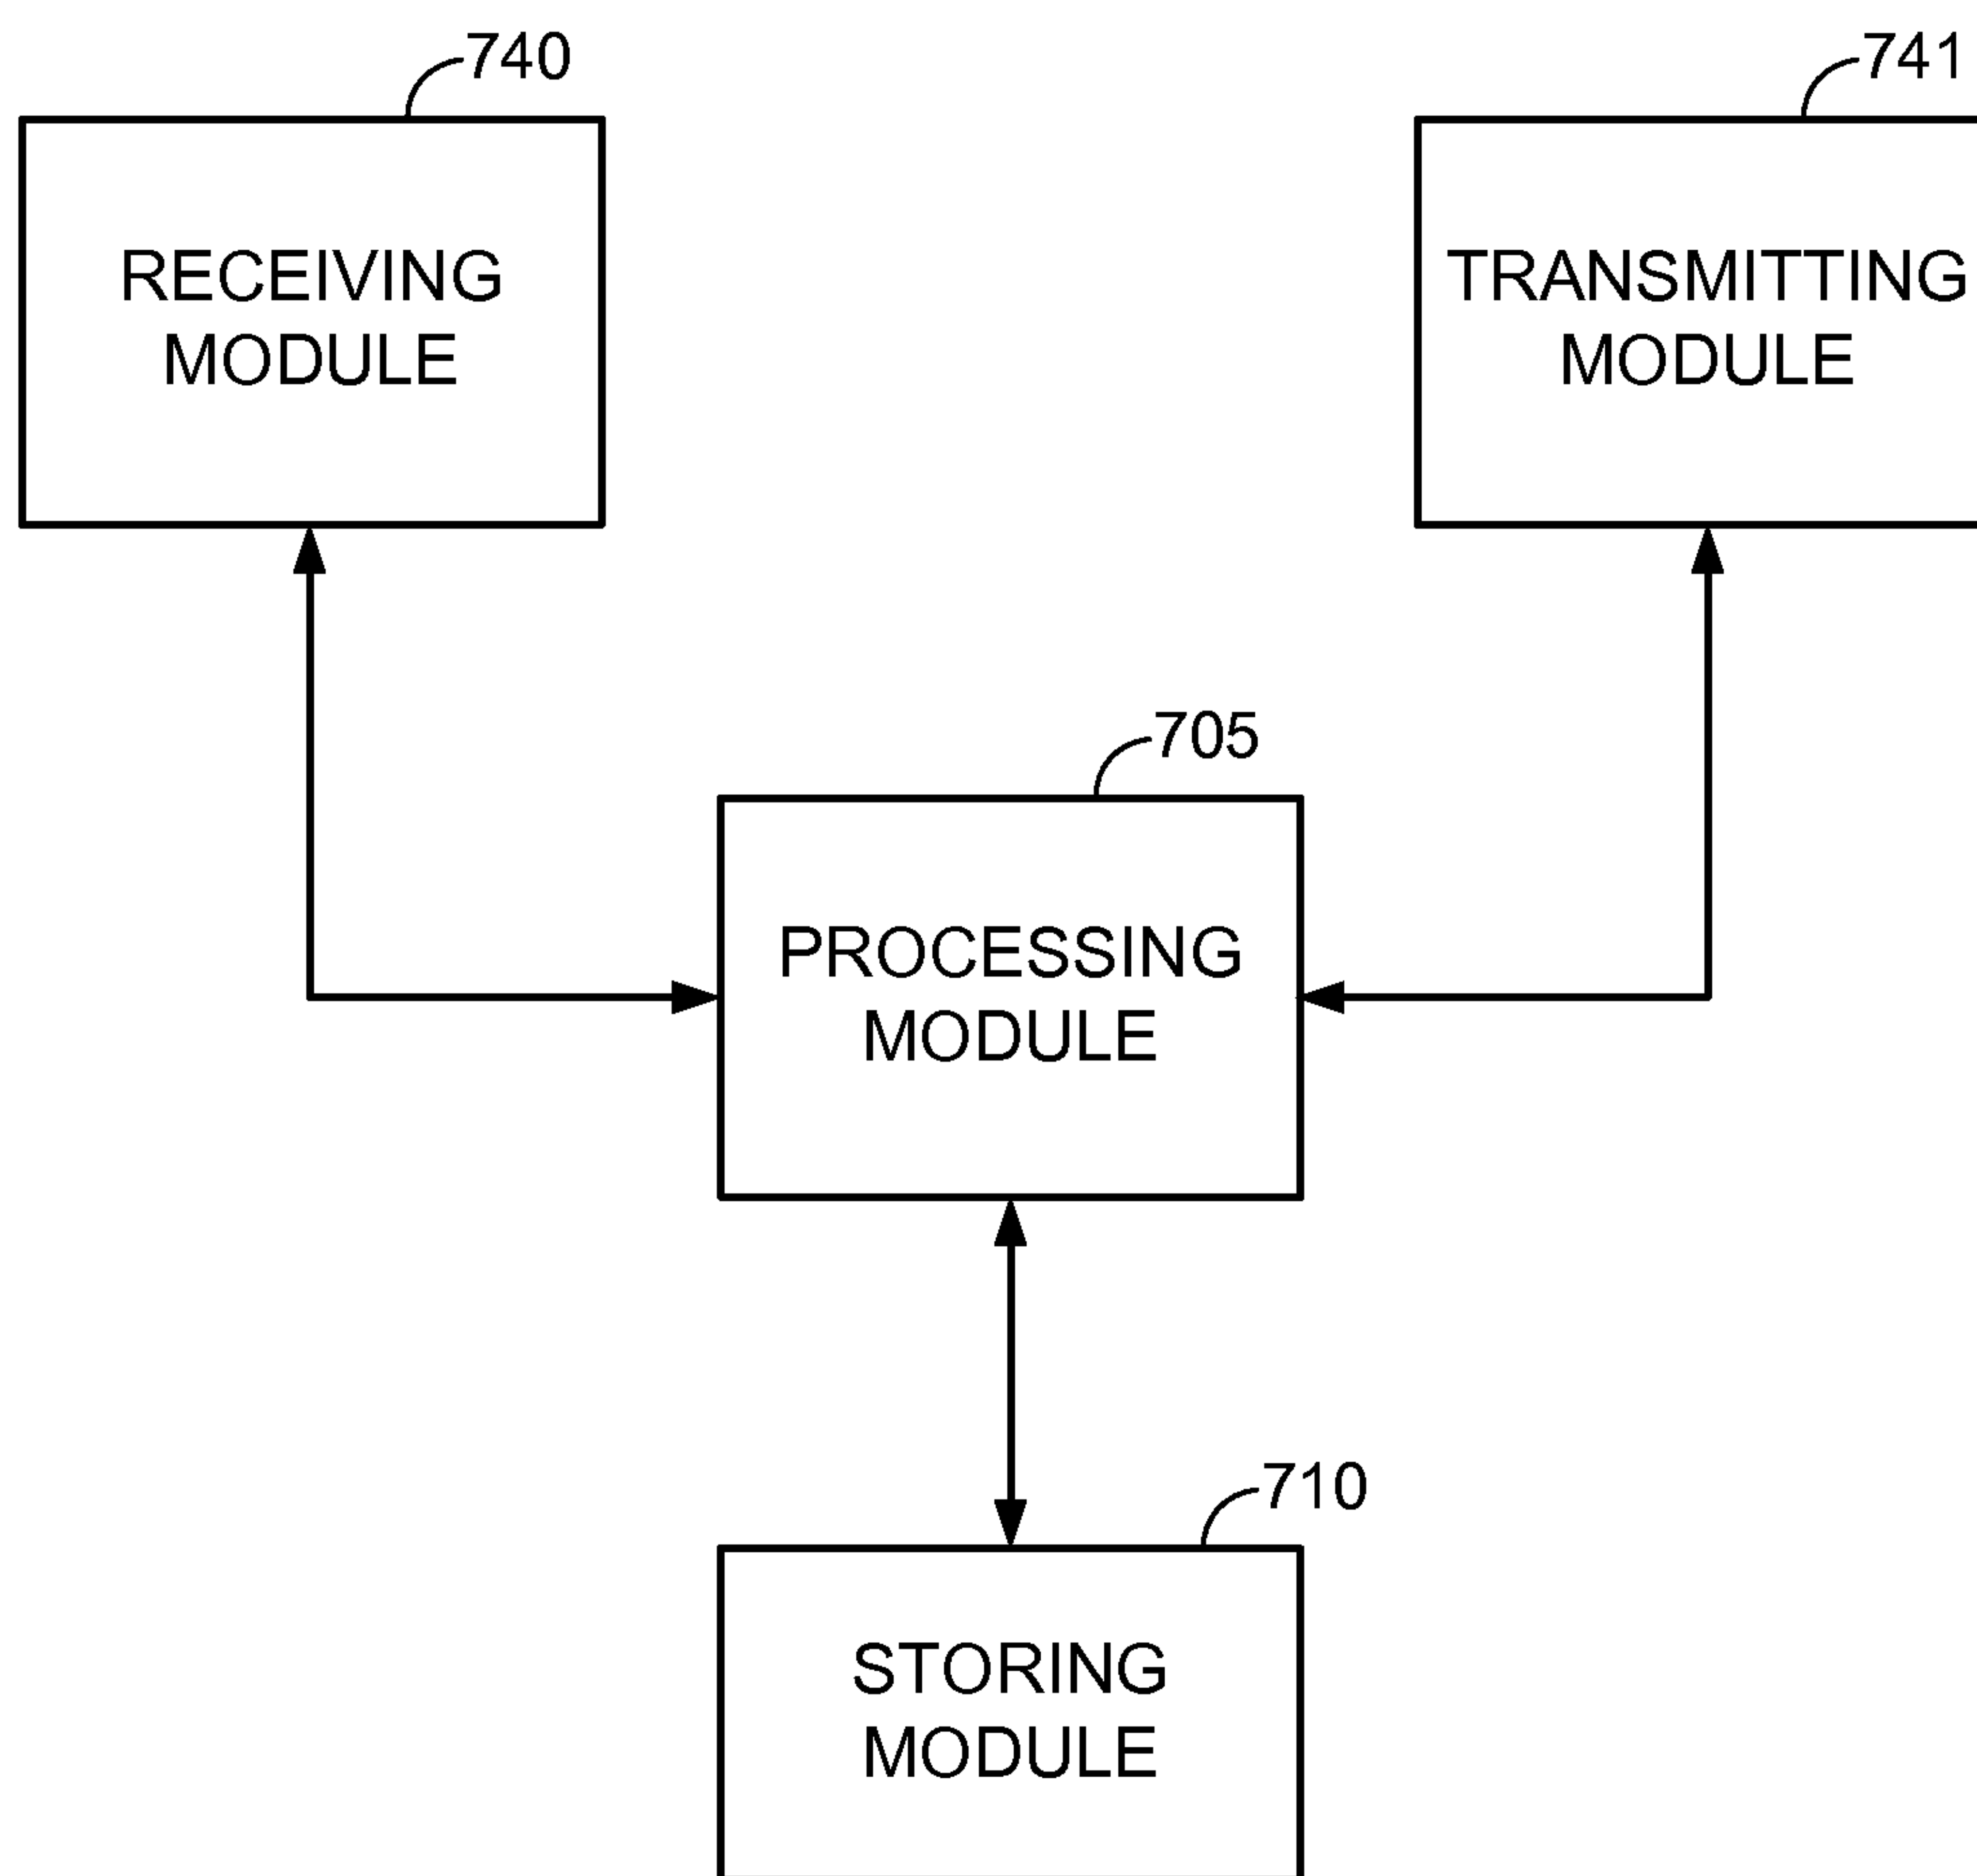 740
741
RECEIVING
MODULE
TRANSMITTING
MODULE
705
PROCESSING
MODULE
710
STORING
MODULE